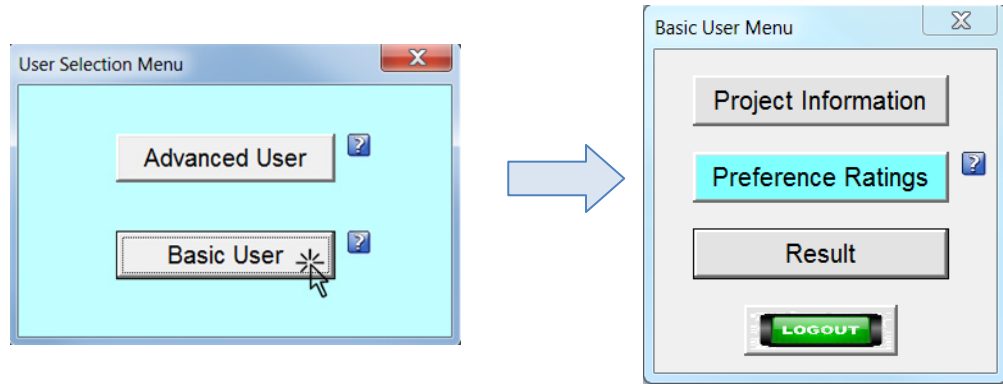 User Selection Menu
X
Advanced User
?
Basic User
?
Basic User Menu
X
Project Information
Preference Ratings
?
Result
LOGOUT